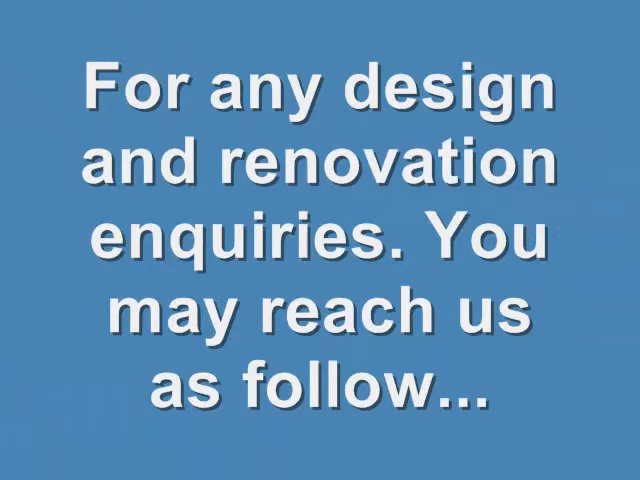 For any design
and renovation
enquiries. You
may reach us
as follow...